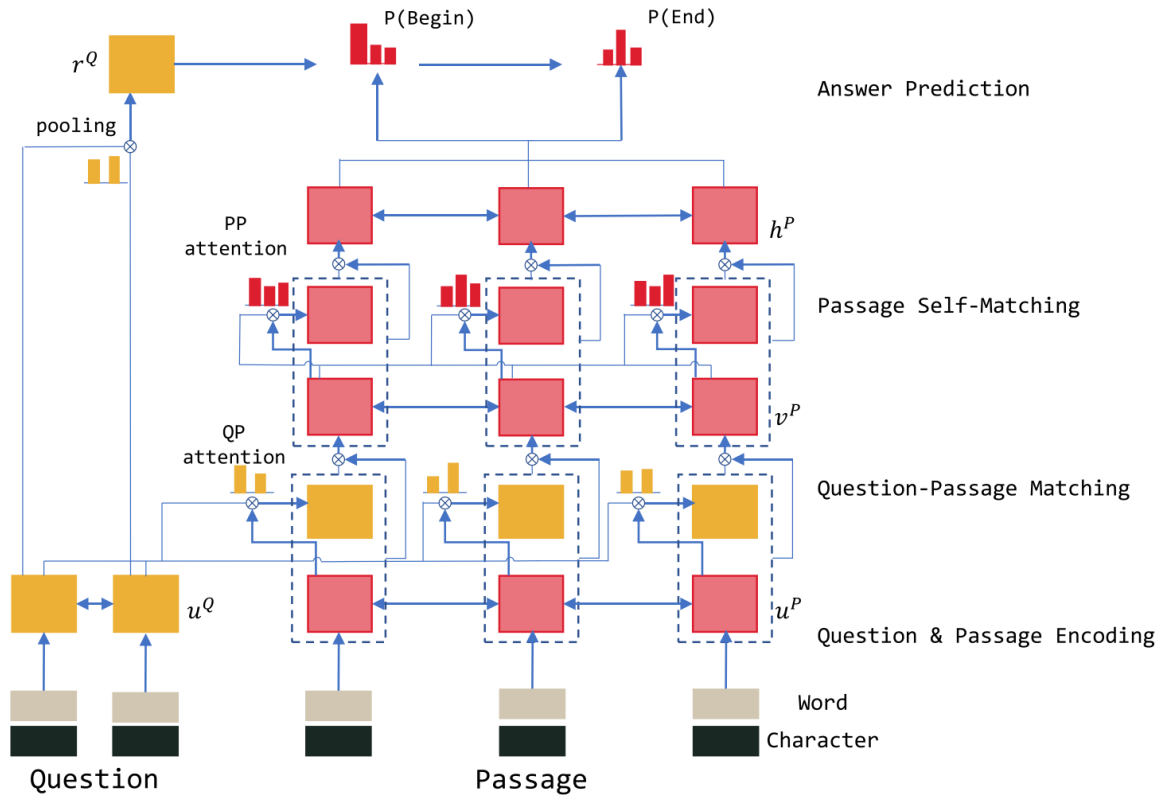 P(Begin)
P(End)
r^Q
Answer Prediction
pooling
PP
attention
h^P
Passage Self-Matching
v^P
QP
attention
Question-Passage Matching
u^Q
u^P
Question & Passage Encoding
Word
Character
Question
Passage